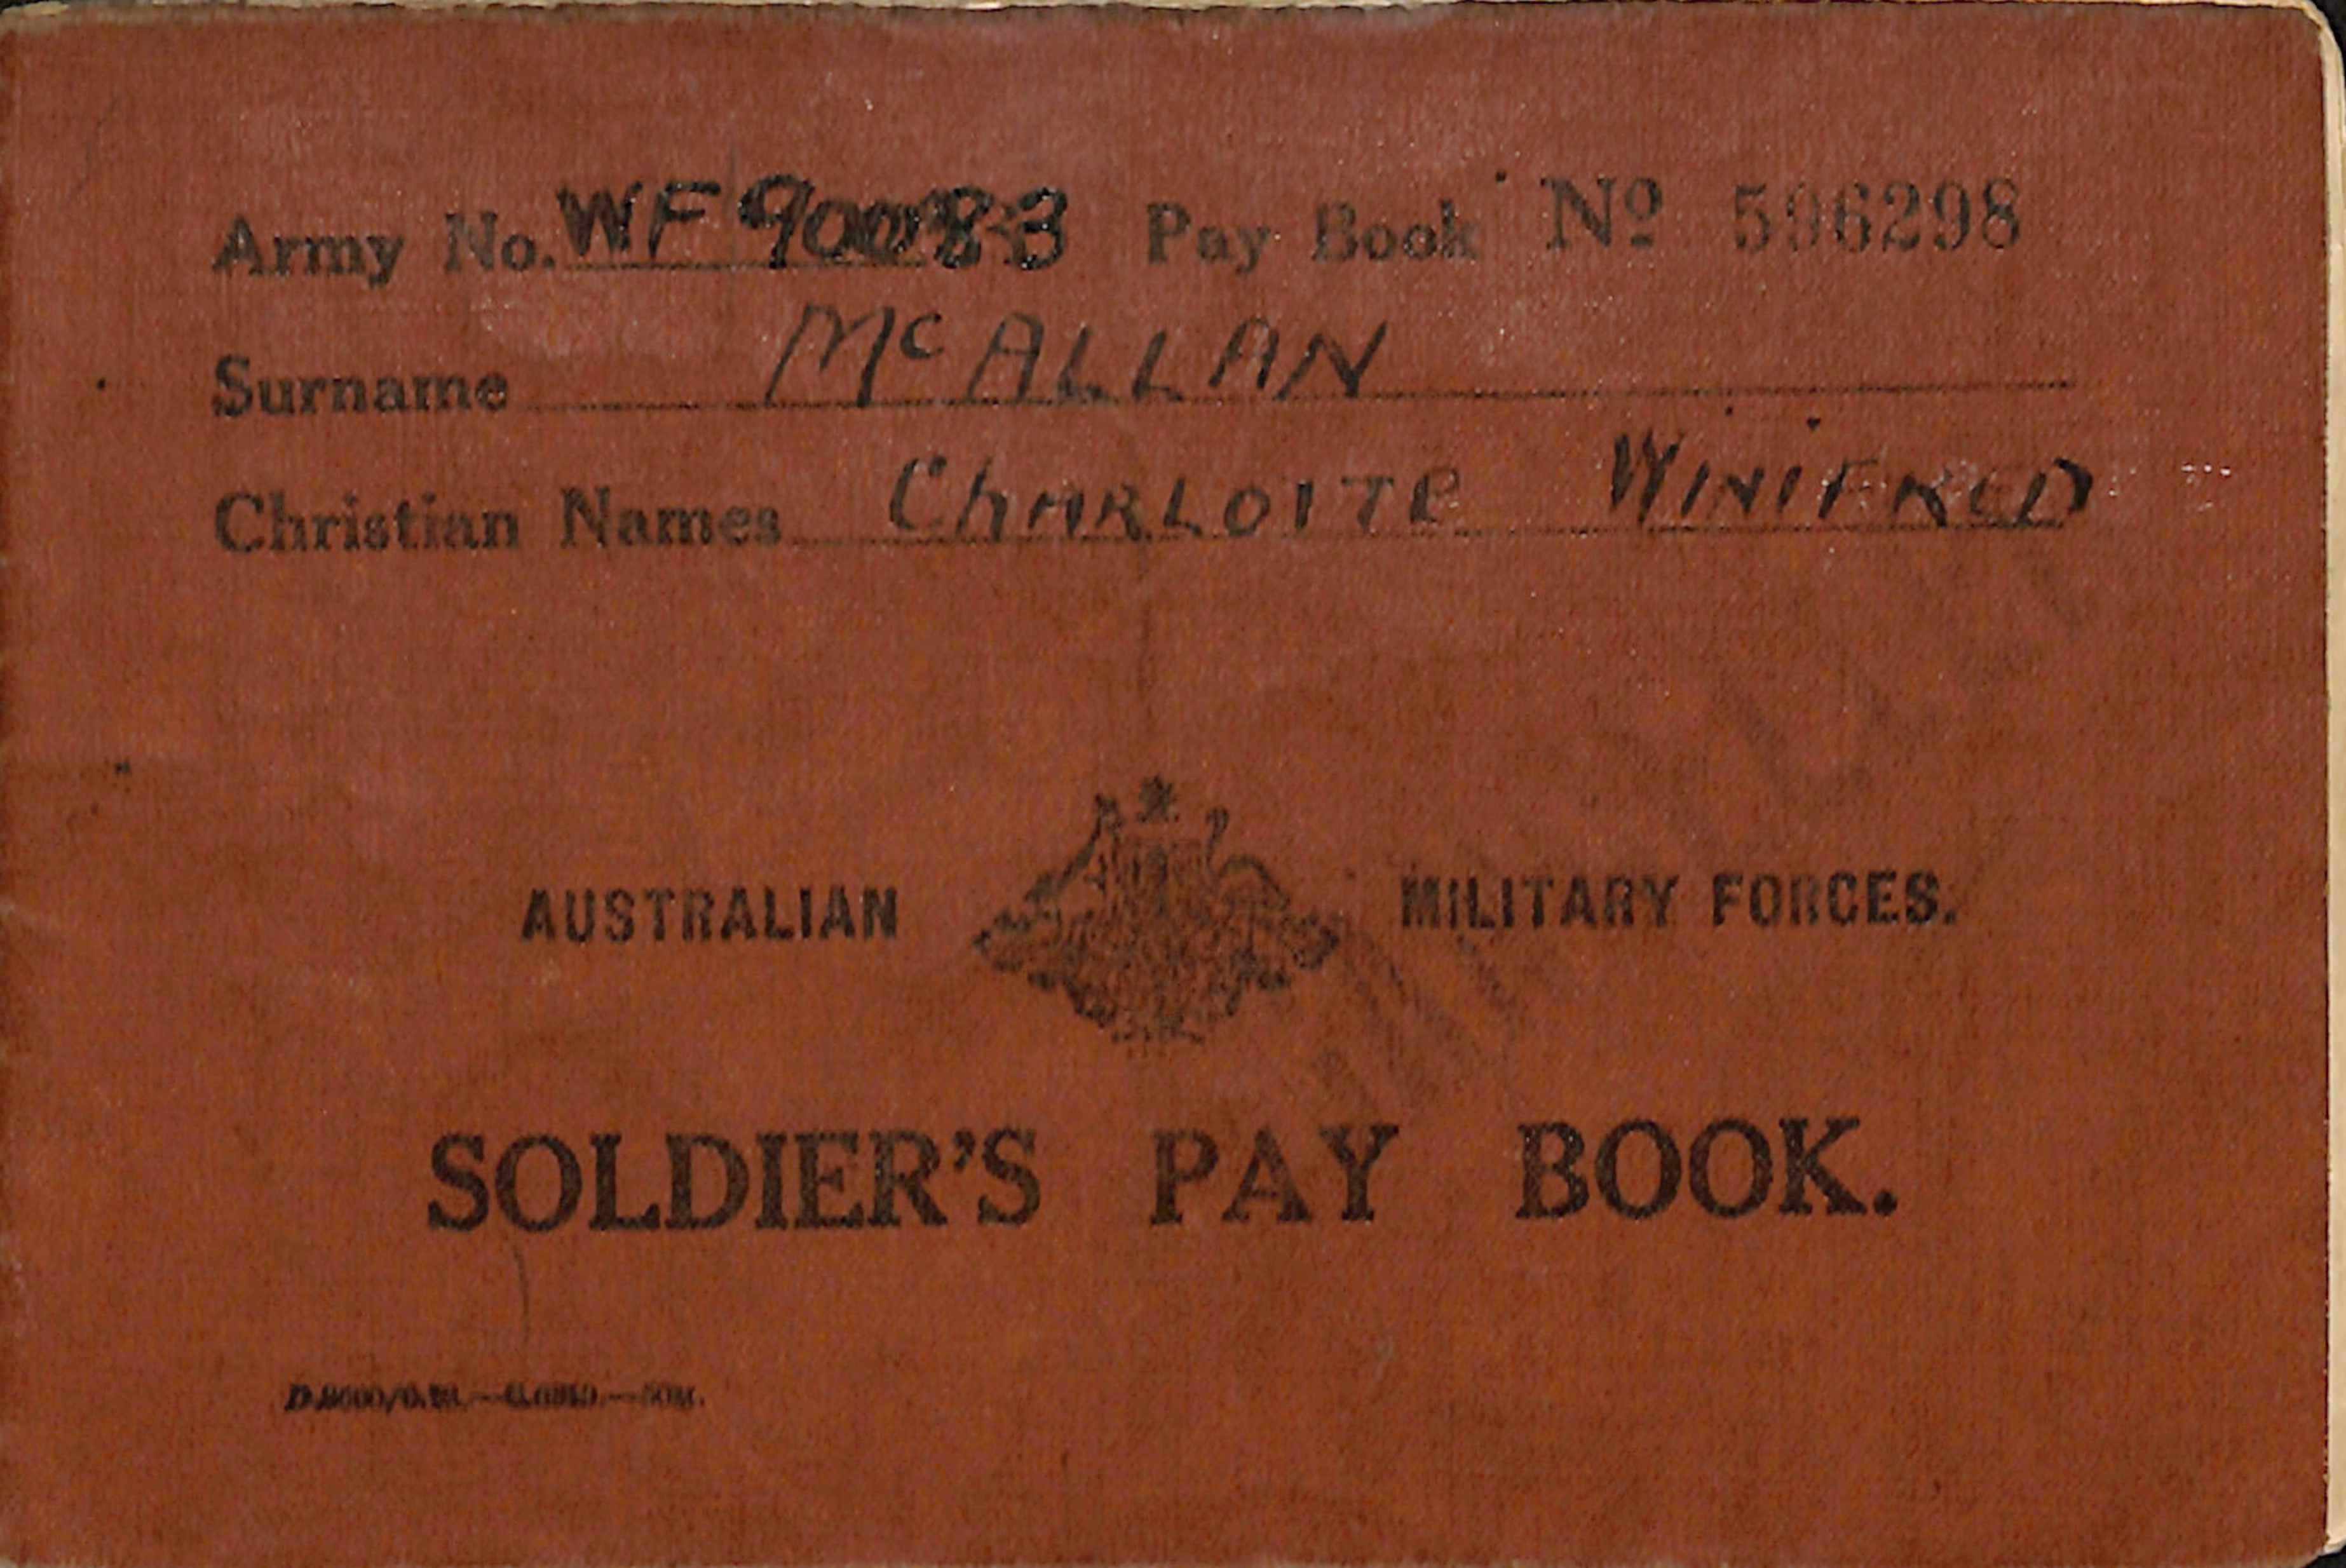 Army No. WF 90083 Pay Book Nº 596298
Surname McALLAN
Christian Names CHARLOTTE WINIFRED
AUSTRALIAN MILITARY FORCES.
SOLDIER'S PAY BOOK.